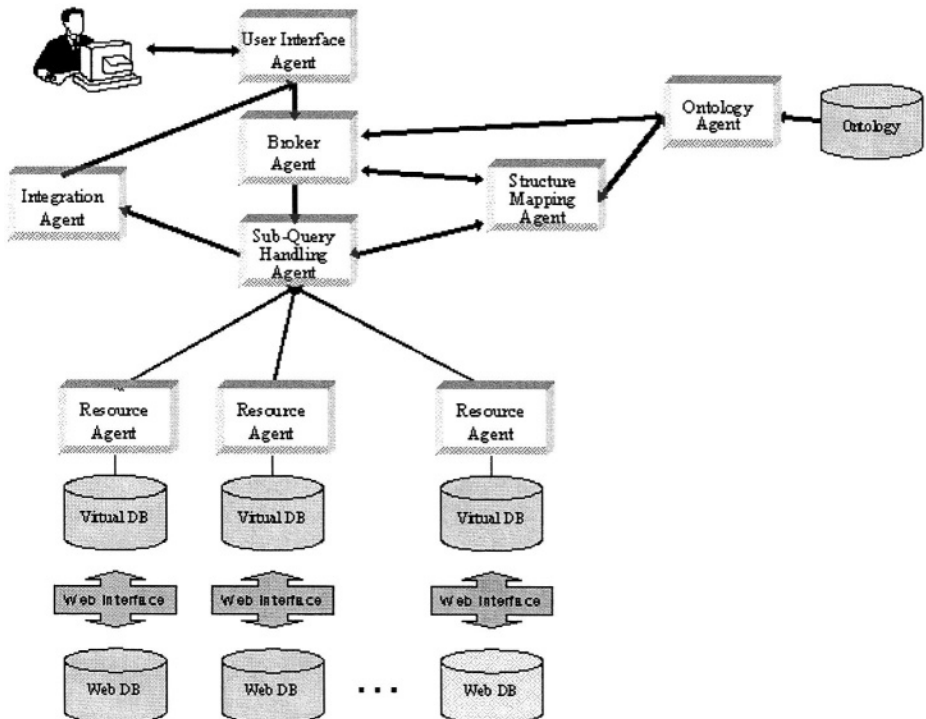 User Interface
Agent
Ontology
Agent
Ontology
Broker
Agent
Structure
Mapping
Agent
Integration
Agent
Sub-Query
Handling
Agent
Resource
Agent
Resource
Agent
Resource
Agent
Virtual DB
Virtual DB
Virtual DB
Web Interface
Web Interface
Web Interface
Web DB
Web DB
...
Web DB